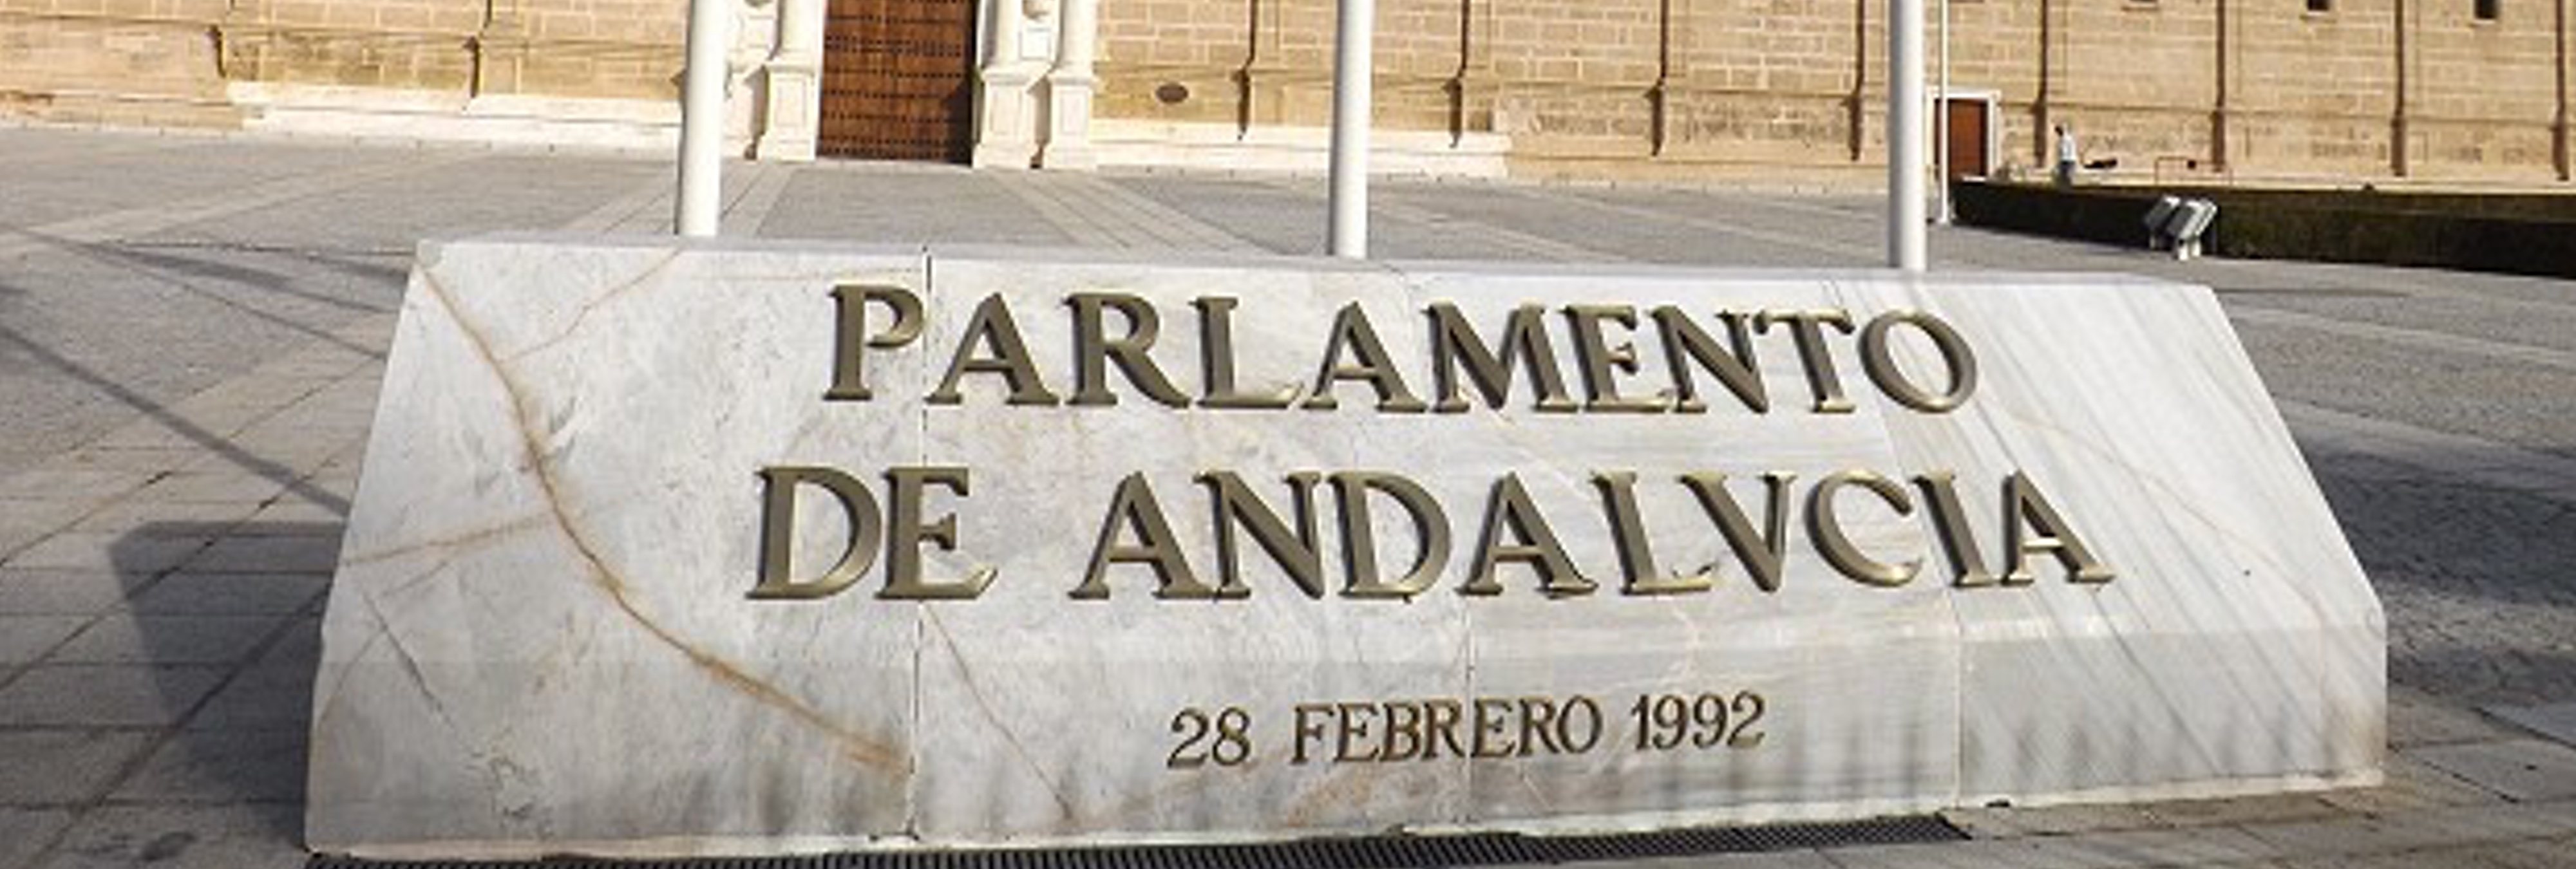 PARLAMENTO
DE ANDALVCIA
28 FEBRERO 1992